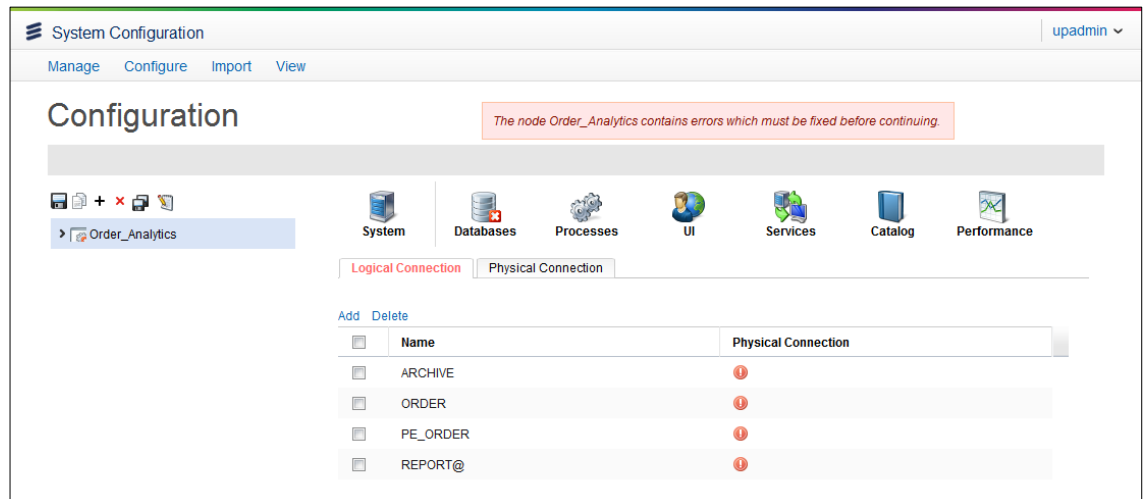 System Configuration
upadmin
Manage Configure Import View
Configuration
The node Order_Analytics contains errors which must be fixed before continuing.
Order_Analytics
System Databases Processes UI Services Catalog Performance
Logical Connection Physical Connection
Add Delete
Name Physical Connection
ARCHIVE
ORDER
PE_ORDER
REPORT@